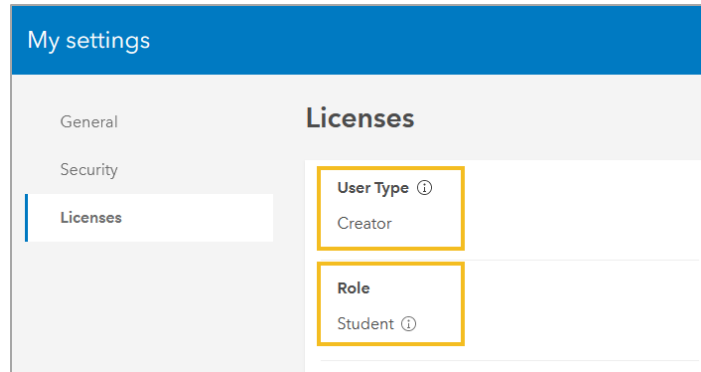 My settings
General
Security
Licenses
Licenses
User Type
Creator
Role
Student